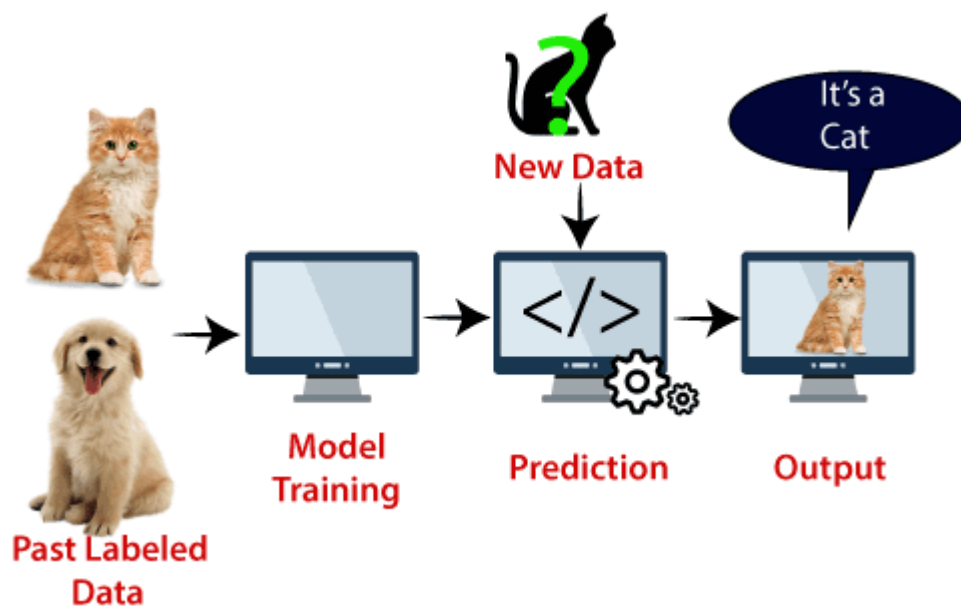 It's a
Cat
?
New Data
</>
Model
Training
Prediction
Output
Past Labeled
Data